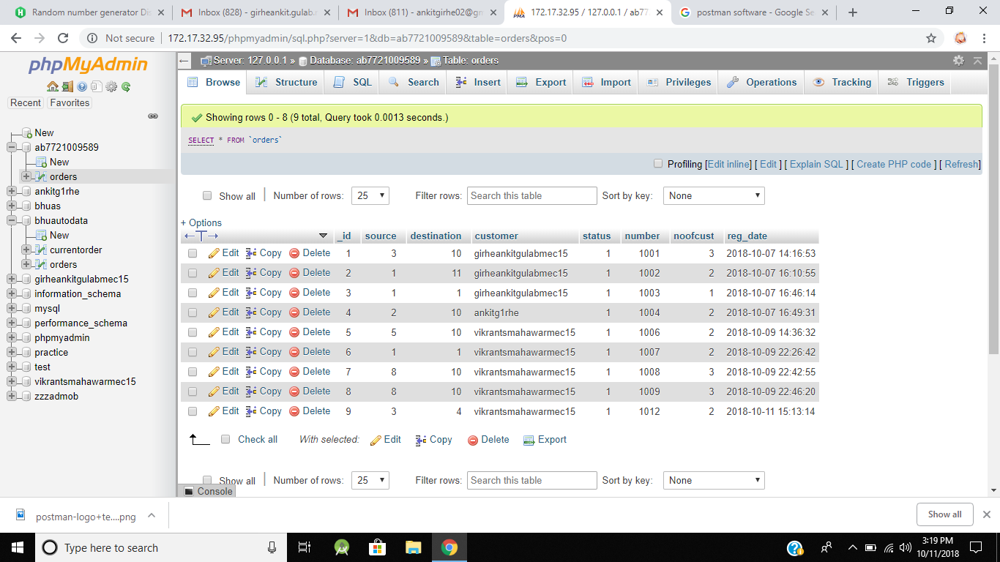 Random number generator Dis
Inbox (828) - girheankit.gulab.r
Inbox (811) - ankitgirhe02@gm
172.17.32.95 / 127.0.0.1 / ab77
postman software - Google Se
Not secure | 172.17.32.95/phpmyadmin/sql.php?server=1&db=ab7721009589&table=orders&pos=0
phpMyAdmin
Recent Favorites
New
ab7721009589
New
orders
ankitg1rhe
bhuas
bhuautodata
New
currentorder
orders
girheankitgulabmec15
information_schema
mysql
performance_schema
phpmyadmin
practice
test
vikrantsmahawarmec15
zzzadmob
Server: 127.0.0.1 » Database: ab7721009589 » Table: orders
Browse Structure SQL Search Insert Export Import Privileges Operations Tracking Triggers
Showing rows 0 - 8 (9 total, Query took 0.0013 seconds.)
SELECT * FROM `orders`
Profiling [Edit inline] [ Edit ] [ Explain SQL ] [ Create PHP code ] [ Refresh]
Show all | Number of rows: 25 Filter rows: Search this table Sort by key: None
+ Options
_id source destination customer status number noofcust reg_date
Edit Copy Delete 1 3 10 girheankitgulabmec15 1 1001 3 2018-10-07 14:16:53
Edit Copy Delete 2 1 11 girheankitgulabmec15 1 1002 2 2018-10-07 16:10:55
Edit Copy Delete 3 1 1 girheankitgulabmec15 1 1003 1 2018-10-07 16:46:14
Edit Copy Delete 4 2 10 ankitg1rhe 1 1004 2 2018-10-07 16:49:31
Edit Copy Delete 5 5 10 vikrantsmahawarmec15 1 1006 2 2018-10-09 14:36:32
Edit Copy Delete 6 1 1 vikrantsmahawarmec15 1 1007 2 2018-10-09 22:26:42
Edit Copy Delete 7 8 10 vikrantsmahawarmec15 1 1008 3 2018-10-09 22:42:55
Edit Copy Delete 8 8 10 vikrantsmahawarmec15 1 1009 3 2018-10-09 22:46:20
Edit Copy Delete 9 3 4 vikrantsmahawarmec15 1 1012 2 2018-10-11 15:13:14
Check all With selected: Edit Copy Delete Export
Show all | Number of rows: 25 Filter rows: Search this table Sort by key: None
Console
postman-logo+te....png
Show all
Type here to search
3:19 PM
10/11/2018